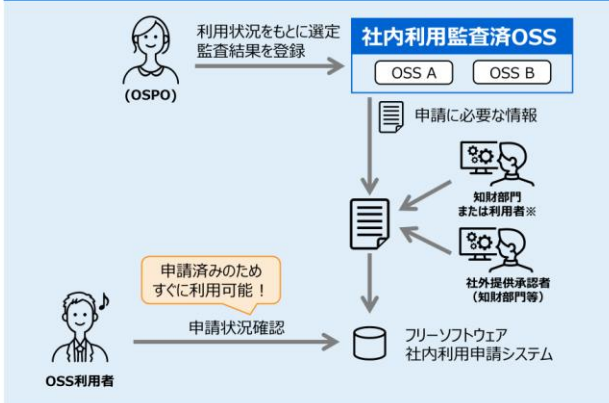 利用状況をもとに選定
監査結果を登録
(OSPO)
社内利用監査済OSS
OSS A
OSS B
申請に必要な情報
知財部門
または利用者※
社外提供承認者
(知財部門等)
申請済みのため
すぐに利用可能！
申請状況確認
OSS利用者
フリーソフトウェア
社内利用申請システム